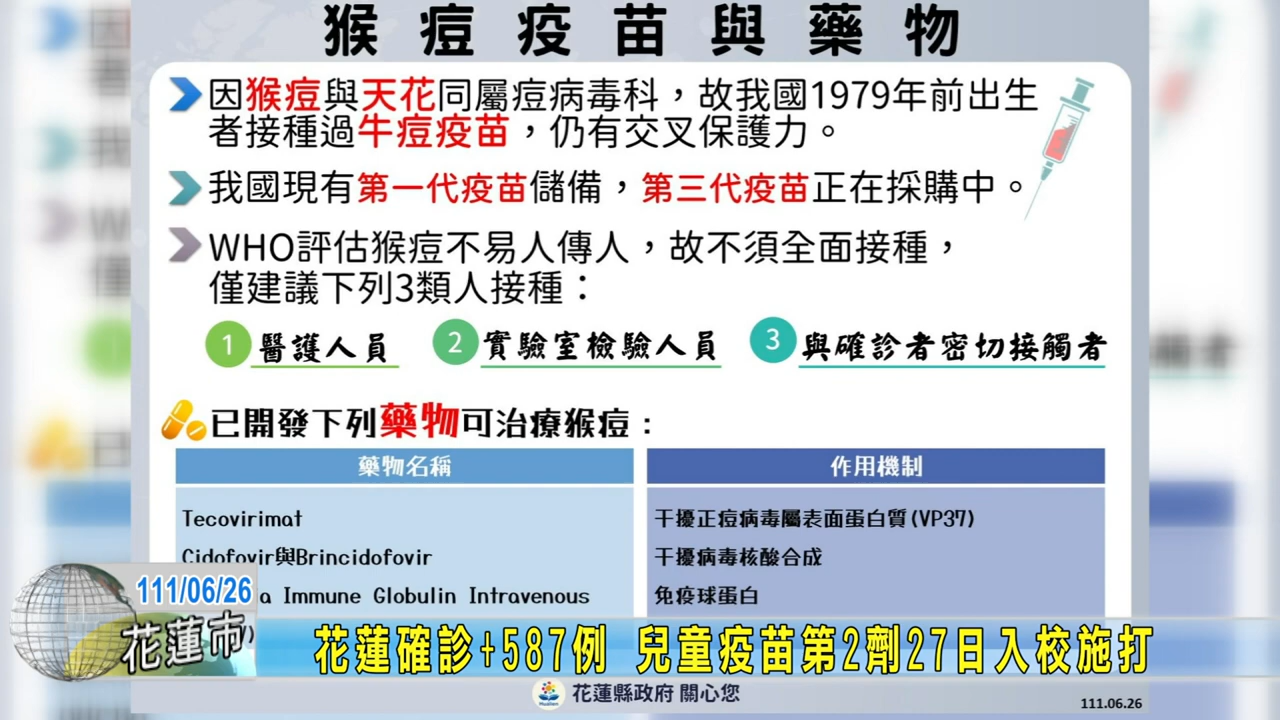 猴痘疫苗與藥物
因猴痘與天花同屬痘病毒科，故我國1979年前出生
者接種過牛痘疫苗，仍有交叉保護力。
我國現有第一代疫苗儲備，第三代疫苗正在採購中。
WHO評估猴痘不易人傳人，故不須全面接種，
僅建議下列3類人接種：
1 醫護人員 2 實驗室檢驗人員 3 與確診者密切接觸者
已開發下列藥物可治療猴痘：
藥物名稱 作用機制
Tecovirimat 干擾正痘病毒屬表面蛋白質(VP37)
Cidofovir與Brincidofovir 干擾病毒核酸合成
a Immune Globulin Intravenous 免疫球蛋白
111/06/26
花蓮市
花蓮確診+587例 兒童疫苗第2劑27日入校施打
花蓮縣政府 關心您
111.06.26